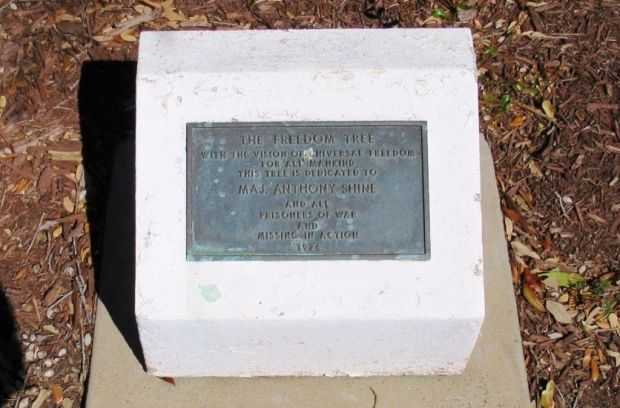 THE FREEDOM TREE
WITH THE VISION OF UNIVERSAL FREEDOM
FOR ALL MANKIND
THIS TREE IS DEDICATED TO
MAJ. ANTHONY SHINE
AND ALL
PRISONERS OF WAR
AND
MISSING IN ACTION